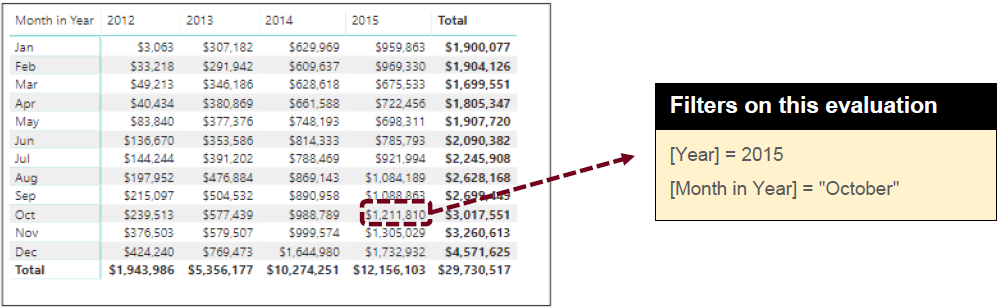 Month in Year 2012 2013 2014 2015 Total
Jan $3,063 $307,182 $629,969 $959,863 $1,900,077
Feb $33,218 $291,942 $609,637 $969,330 $1,904,126
Mar $49,213 $346,186 $628,618 $675,533 $1,699,551
Apr $40,434 $380,869 $661,588 $722,456 $1,805,347
May $83,840 $377,376 $748,193 $698,311 $1,907,720
Jun $136,670 $353,586 $814,333 $785,793 $2,090,382
Jul $144,244 $391,202 $788,469 $921,994 $2,245,908
Aug $197,952 $476,884 $869,143 $1,084,189 $2,628,168
Sep $215,097 $504,532 $890,958 $1,088,863 $2,699,449
Oct $239,513 $577,439 $988,789 $1,211,810 $3,017,551
Nov $376,503 $579,507 $999,574 $1,305,029 $3,260,613
Dec $424,240 $769,473 $1,644,980 $1,732,932 $4,571,625
Total $1,943,986 $5,356,177 $10,274,251 $12,156,103 $29,730,517
Filters on this evaluation
[Year] = 2015
[Month in Year] = "October"